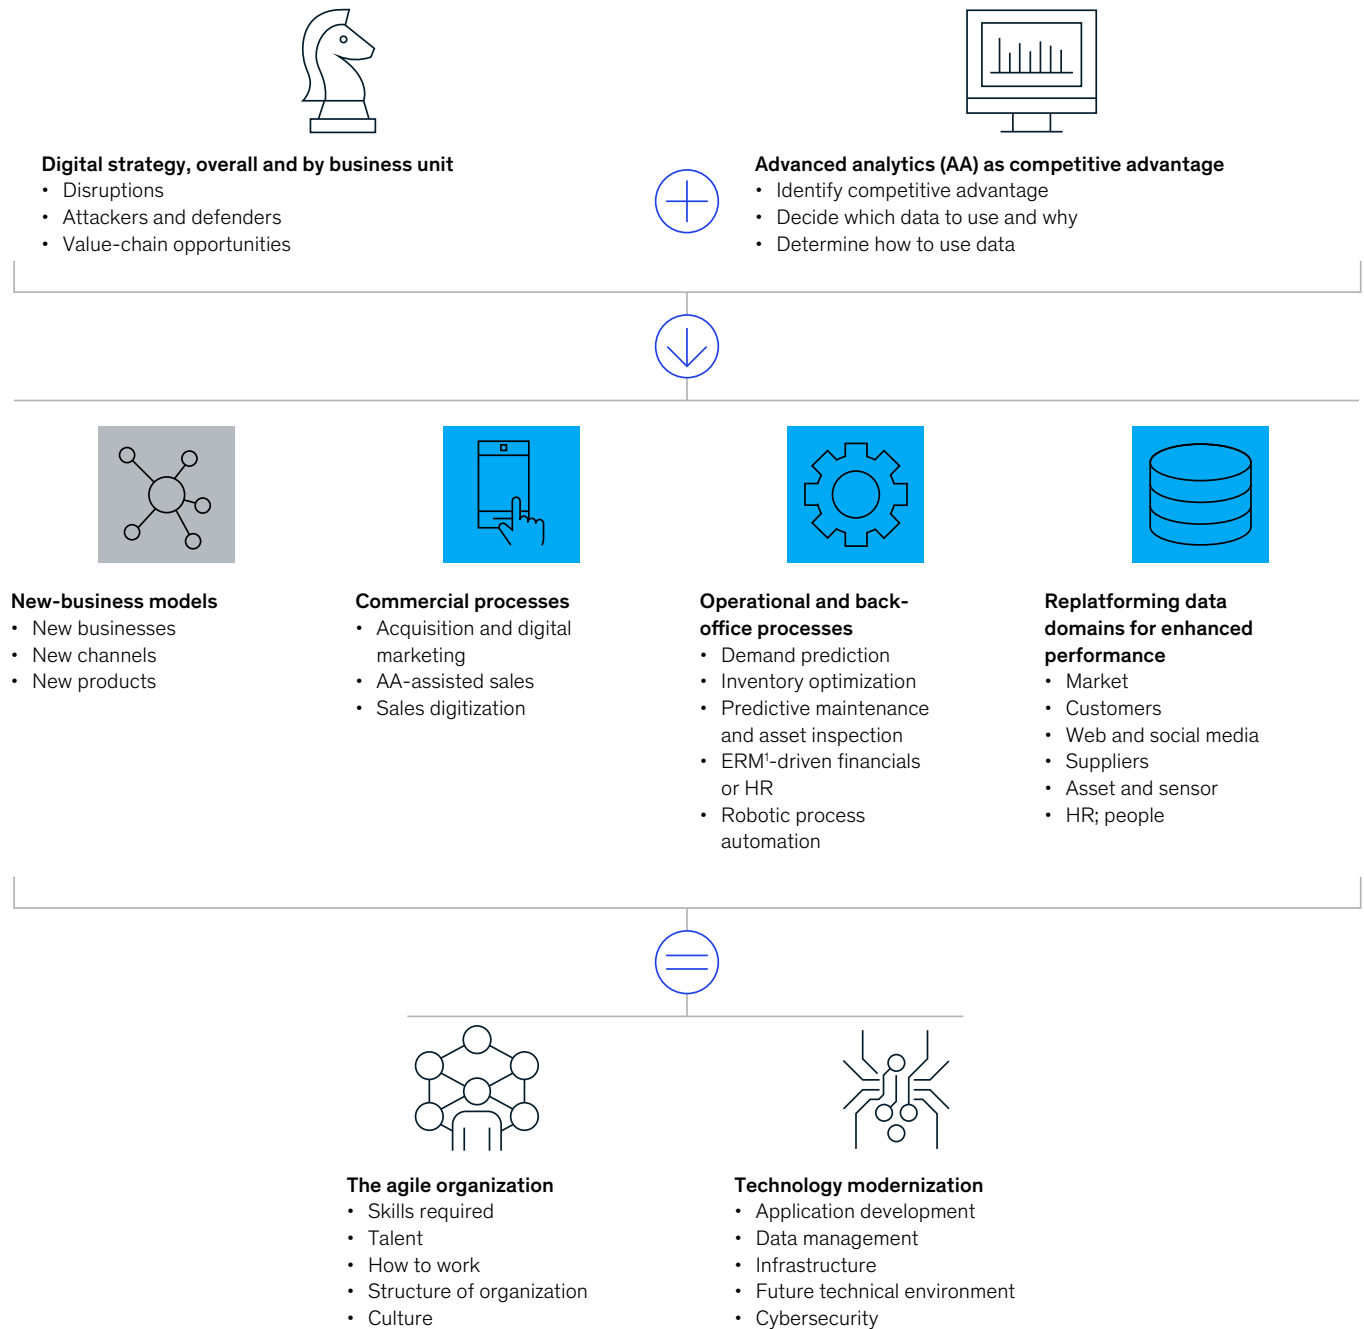 Digital strategy, overall and by business unit
• Disruptions
• Attackers and defenders
• Value-chain opportunities
Advanced analytics (AA) as competitive advantage
• Identify competitive advantage
• Decide which data to use and why
• Determine how to use data
New-business models
• New businesses
• New channels
• New products
Commercial processes
• Acquisition and digital
marketing
• AA-assisted sales
• Sales digitization
Operational and back-
office processes
• Demand prediction
• Inventory optimization
• Predictive maintenance
and asset inspection
• ERM¹-driven financials
or HR
• Robotic process
automation
Replatforming data
domains for enhanced
performance
• Market
• Customers
• Web and social media
• Suppliers
• Asset and sensor
• HR; people
The agile organization
• Skills required
• Talent
• How to work
• Structure of organization
• Culture
Technology modernization
• Application development
• Data management
• Infrastructure
• Future technical environment
• Cybersecurity